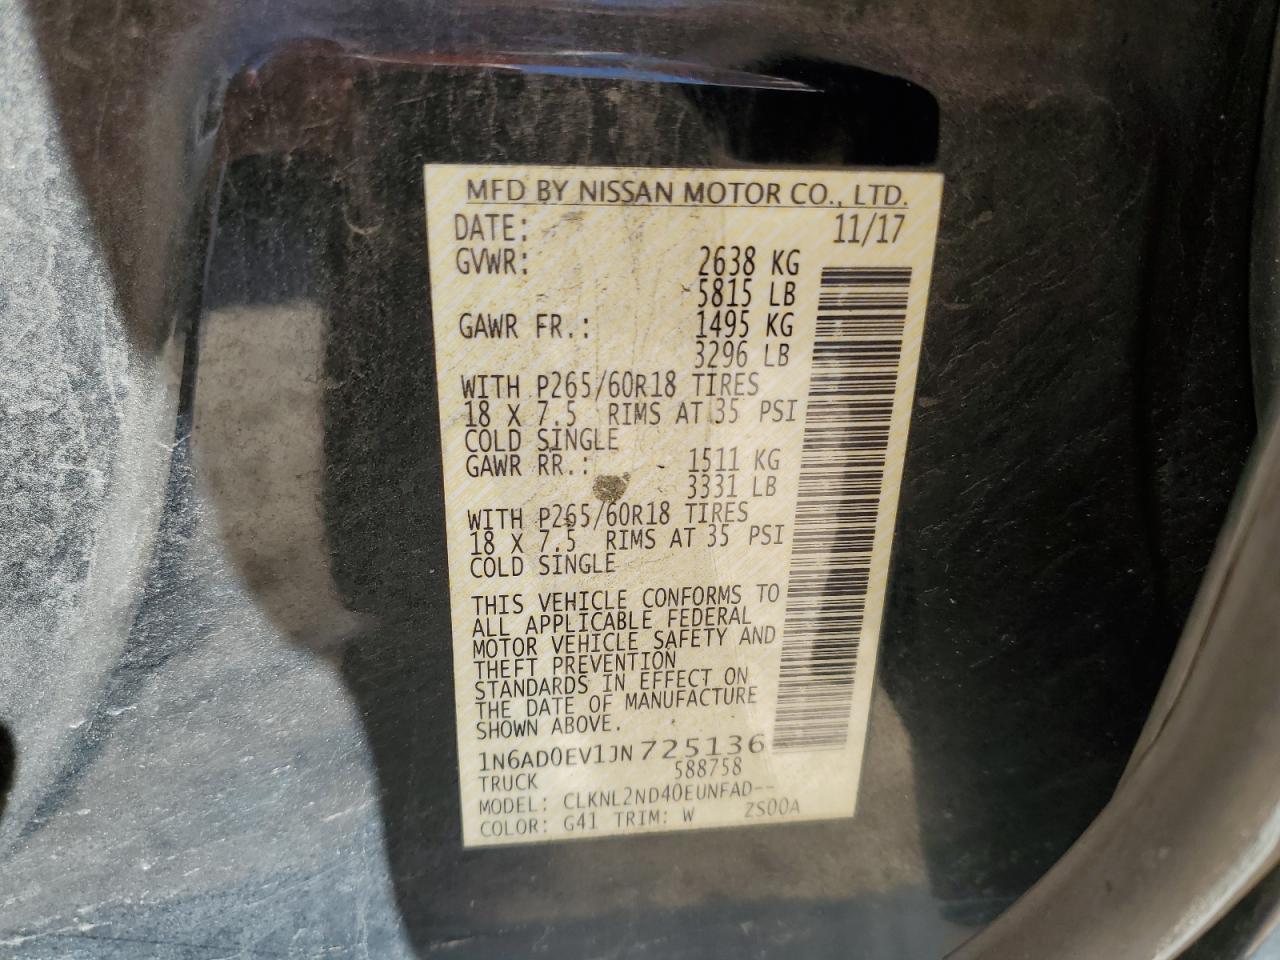 MFD BY NISSAN MOTOR CO., LTD.
DATE: 11/17
GVWR: 2638 KG
5815 LB
GAWR FR.: 1495 KG
3296 LB
WITH P265/60R18 TIRES
18 X 7.5 RIMS AT 35 PSI
COLD SINGLE
GAWR RR.: 1511 KG
3331 LB
WITH P265/60R18 TIRES
18 X 7.5 RIMS AT 35 PSI
COLD SINGLE
THIS VEHICLE CONFORMS TO
ALL APPLICABLE FEDERAL
MOTOR VEHICLE SAFETY AND
THEFT PREVENTION
STANDARDS IN EFFECT ON
THE DATE OF MANUFACTURE
SHOWN ABOVE.
1N6AD0EV1JN725136
TRUCK 588758
MODEL: CLKNL2ND40EUNFAD--
COLOR: G41 TRIM: W ZS00A